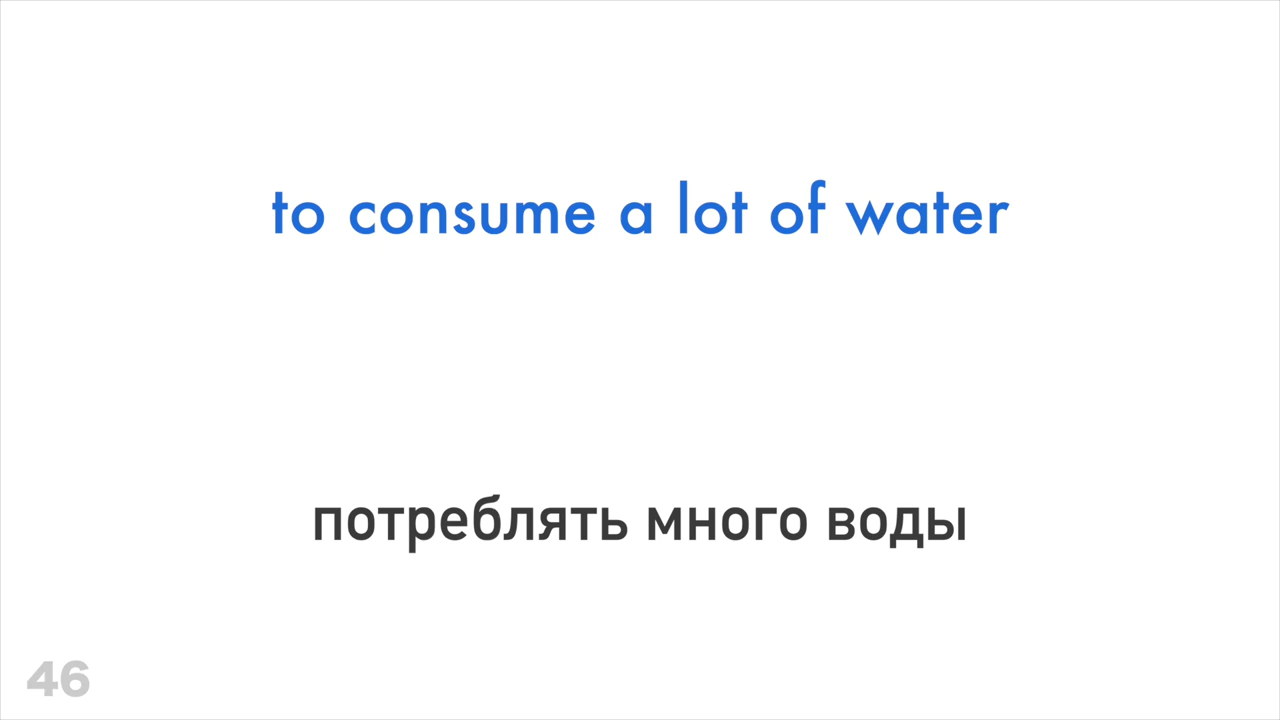 to consume a lot of water
потреблять много воды
46